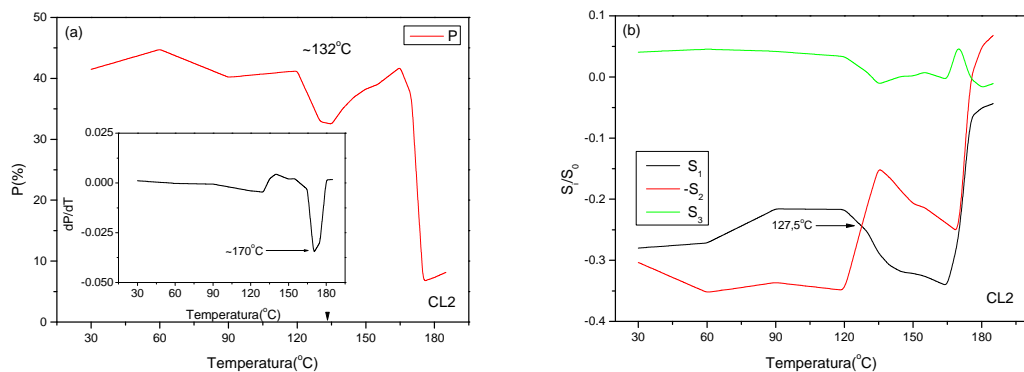 (a)
~132°C
P
50
40
30
20
10
0
P(%)
30 60 90 120 150 180
Temperatura(°C)
CL2
0.025
0.000
-0.025
-0.050
dP/dT
~170°C
30 60 90 120 150 180
Temperatura(°C)
(b)
0.1
0,0
-0,1
-0,2
-0,3
-0,4
S_i/S_0
S_1
-S_2
S_3
127,5°C
CL2
30 60 90 120 150 180
Temperatura(°C)